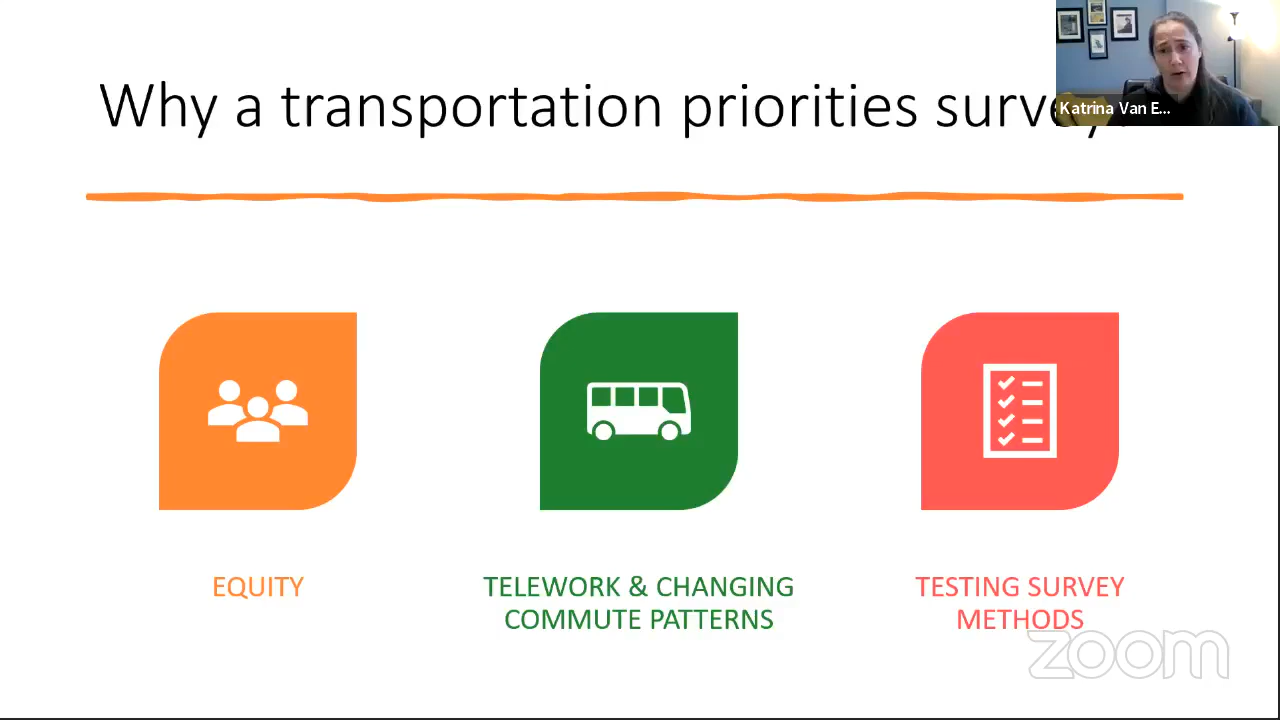 Why a transportation priorities survey
Katrina Van E...
EQUITY
TELEWORK & CHANGING
COMMUTE PATTERNS
TESTING SURVEY
METHODS
zoom